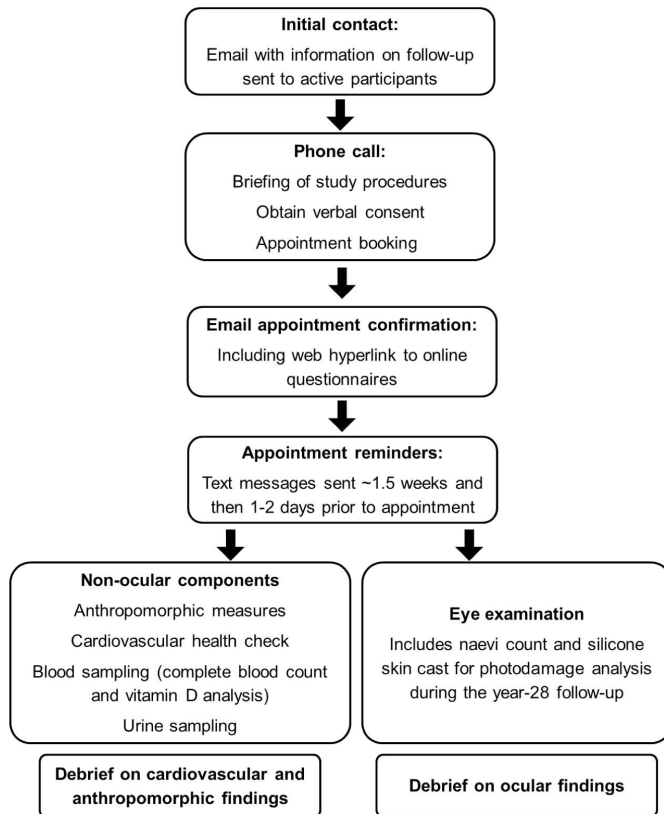 Initial contact:
Email with information on follow-up
sent to active participants
Phone call:
Briefing of study procedures
Obtain verbal consent
Appointment booking
Email appointment confirmation:
Including web hyperlink to online
questionnaires
Appointment reminders:
Text messages sent ~1.5 weeks and
then 1-2 days prior to appointment
Non-ocular components
Anthropomorphic measures
Cardiovascular health check
Blood sampling (complete blood count
and vitamin D analysis)
Urine sampling
Eye examination
Includes naevi count and silicone
skin cast for photodamage analysis
during the year-28 follow-up
Debrief on cardiovascular and
anthropomorphic findings
Debrief on ocular findings